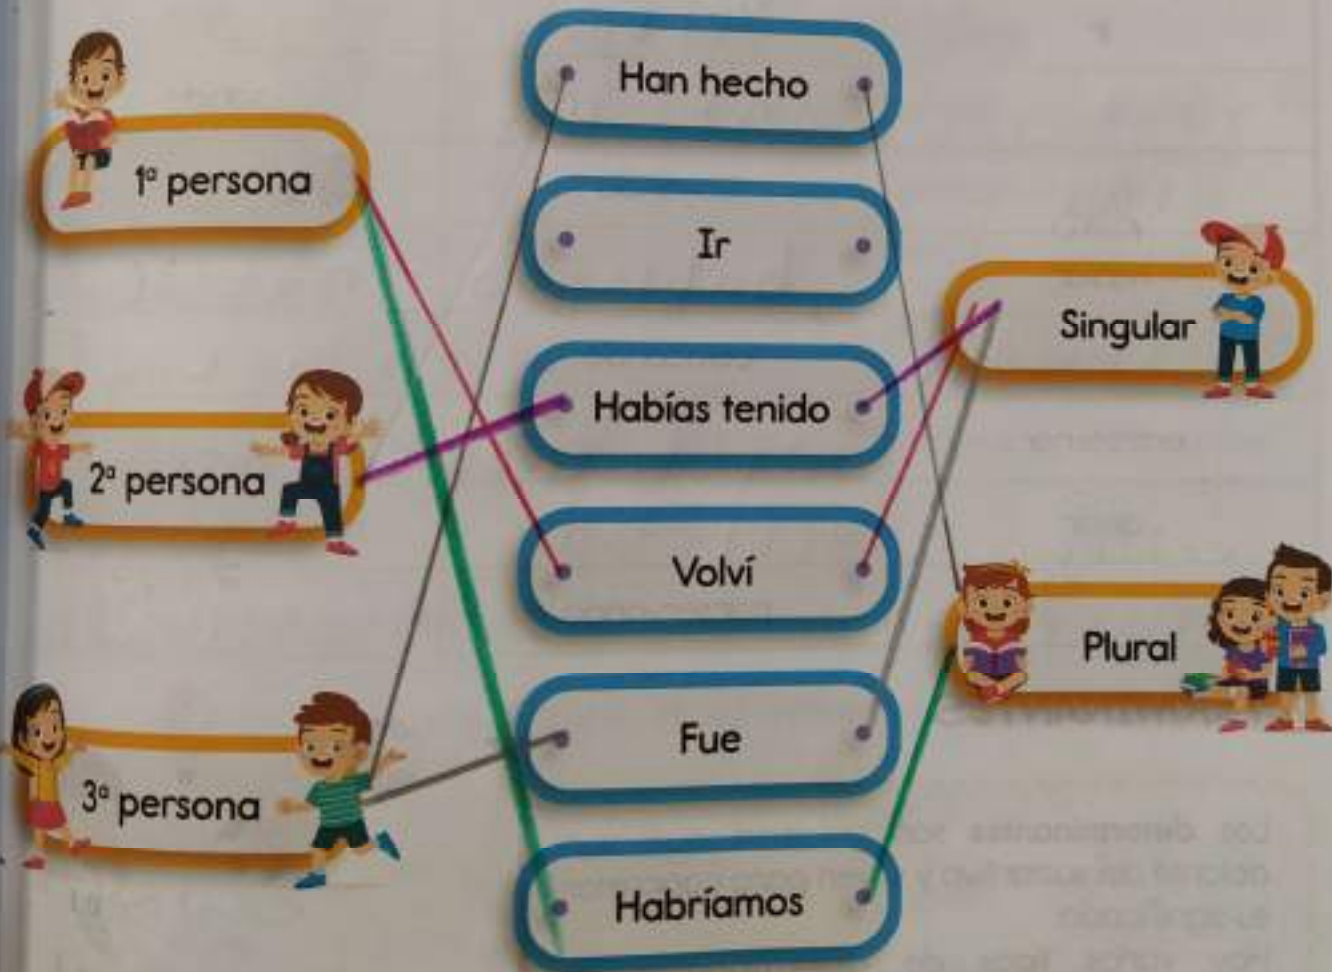 1ª persona
2ª persona
3ª persona
Han hecho
Ir
Habías tenido
Volví
Fue
Habríamos
Singular
Plural